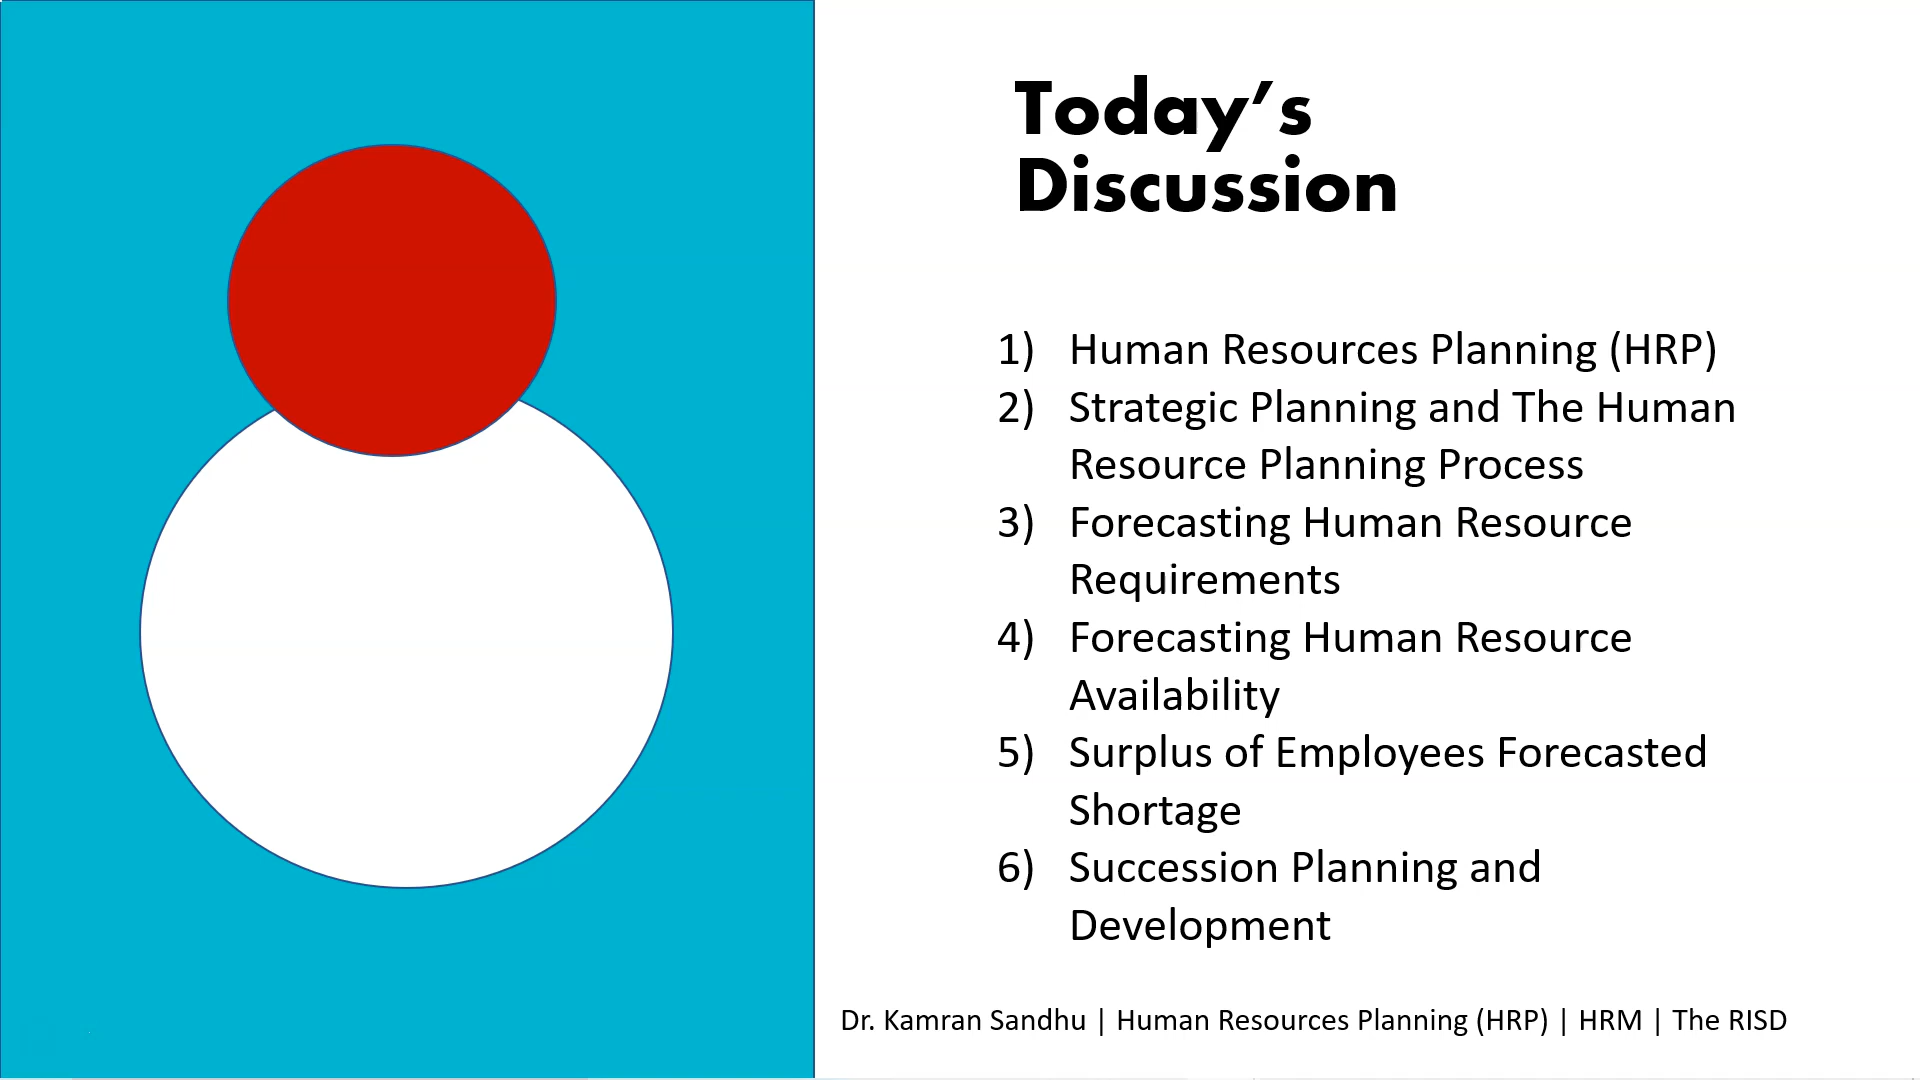 Today’s
Discussion
1) Human Resources Planning (HRP)
2) Strategic Planning and The Human
Resource Planning Process
3) Forecasting Human Resource
Requirements
4) Forecasting Human Resource
Availability
5) Surplus of Employees Forecasted
Shortage
6) Succession Planning and
Development
Dr. Kamran Sandhu | Human Resources Planning (HRP) | HRM | The RISD